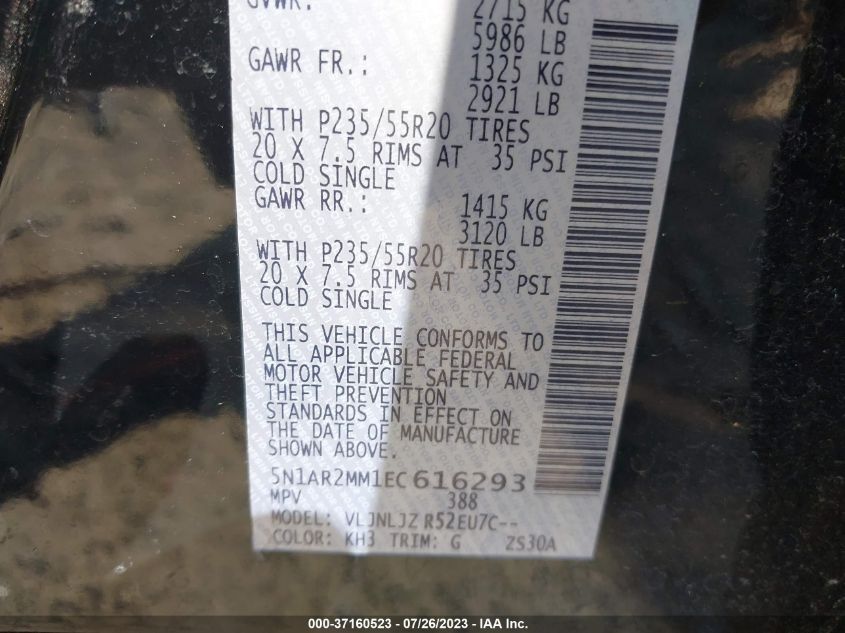 GVWR: 2715 KG
5986 LB
GAWR FR.: 1325 KG
2921 LB
WITH P235/55R20 TIRES
20 X 7.5 RIMS AT 35 PSI
COLD SINGLE
GAWR RR.: 1415 KG
3120 LB
WITH P235/55R20 TIRES
20 X 7.5 RIMS AT 35 PSI
COLD SINGLE
THIS VEHICLE CONFORMS TO
ALL APPLICABLE FEDERAL
MOTOR VEHICLE SAFETY AND
THEFT PREVENTION
STANDARDS IN EFFECT ON
THE DATE OF MANUFACTURE
SHOWN ABOVE.
5N1AR2MM1EC616293
MPV 388
MODEL: VLJNLJZ R52EU7C--
COLOR: KH3 TRIM: G ZS30A
000-37160523 - 07/26/2023 - IAA Inc.